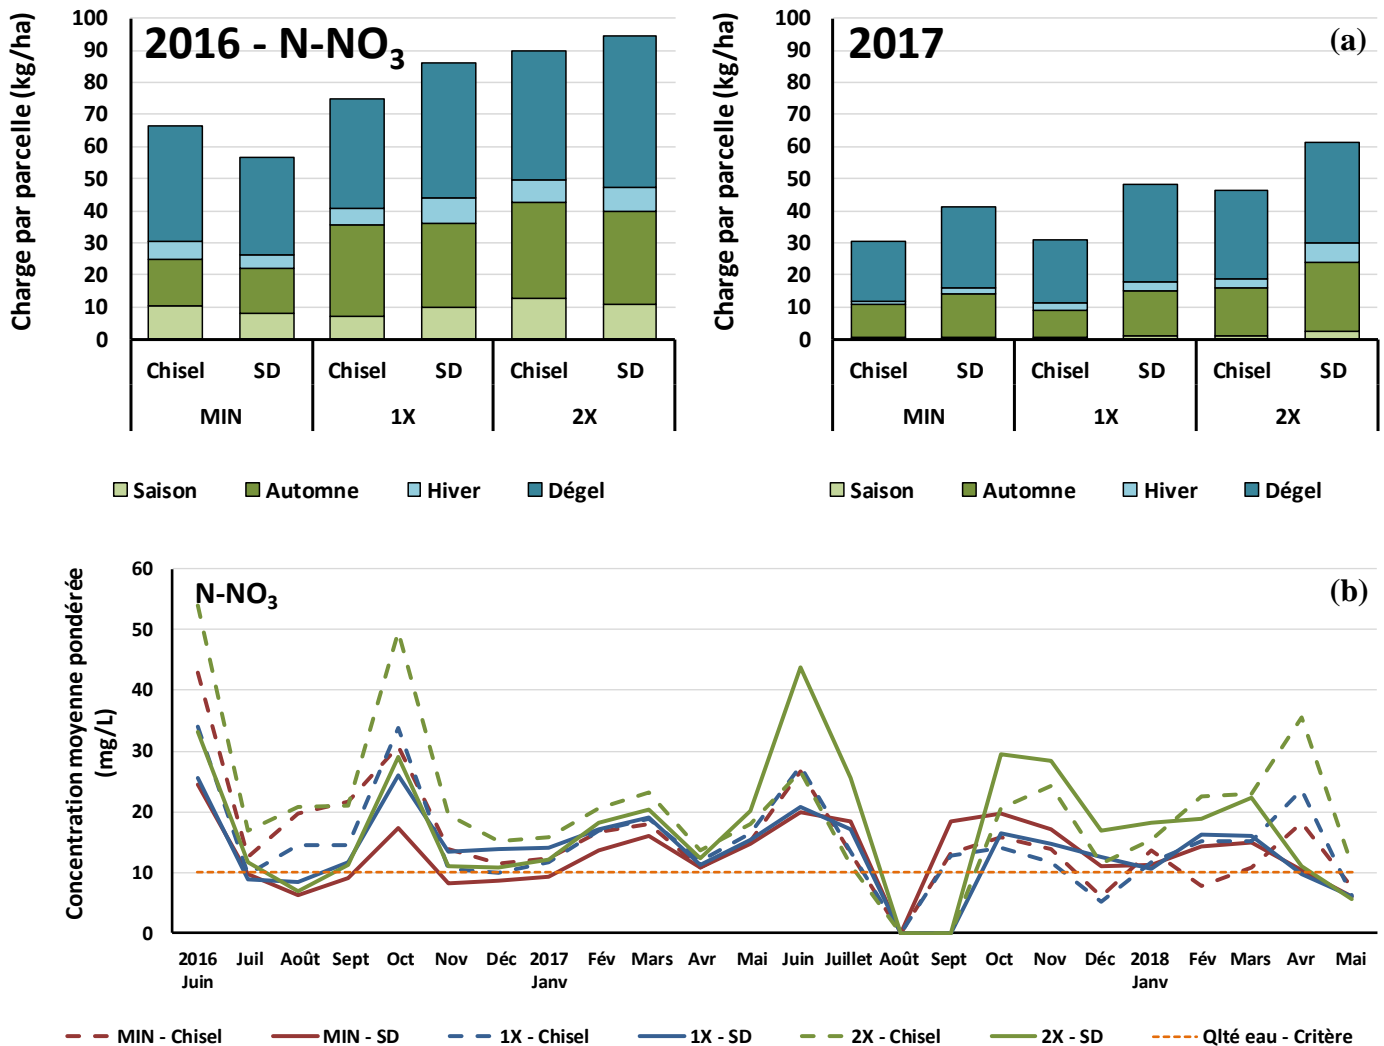 2016 - N-NO3
Charge par parcelle (kg/ha)
100
90
80
70
60
50
40
30
20
10
0
Chisel SD Chisel SD Chisel SD
MIN 1X 2X
Saison Automne Hiver Dégel
2017
(a)
Charge par parcelle (kg/ha)
100
90
80
70
60
50
40
30
20
10
0
Chisel SD Chisel SD Chisel SD
MIN 1X 2X
Saison Automne Hiver Dégel
N-NO3
(b)
Concentration moyenne pondérée
(mg/L)
60
50
40
30
20
10
0
2016 Juil Août Sept Oct Nov Déc 2017 Fév Mars Avr Mai Juin Juillet Août Sept Oct Nov Déc 2018 Fév Mars Avr Mai
Juin Janv Janv
MIN - Chisel MIN - SD 1X - Chisel 1X - SD 2X - Chisel 2X - SD Qlté eau - Critère